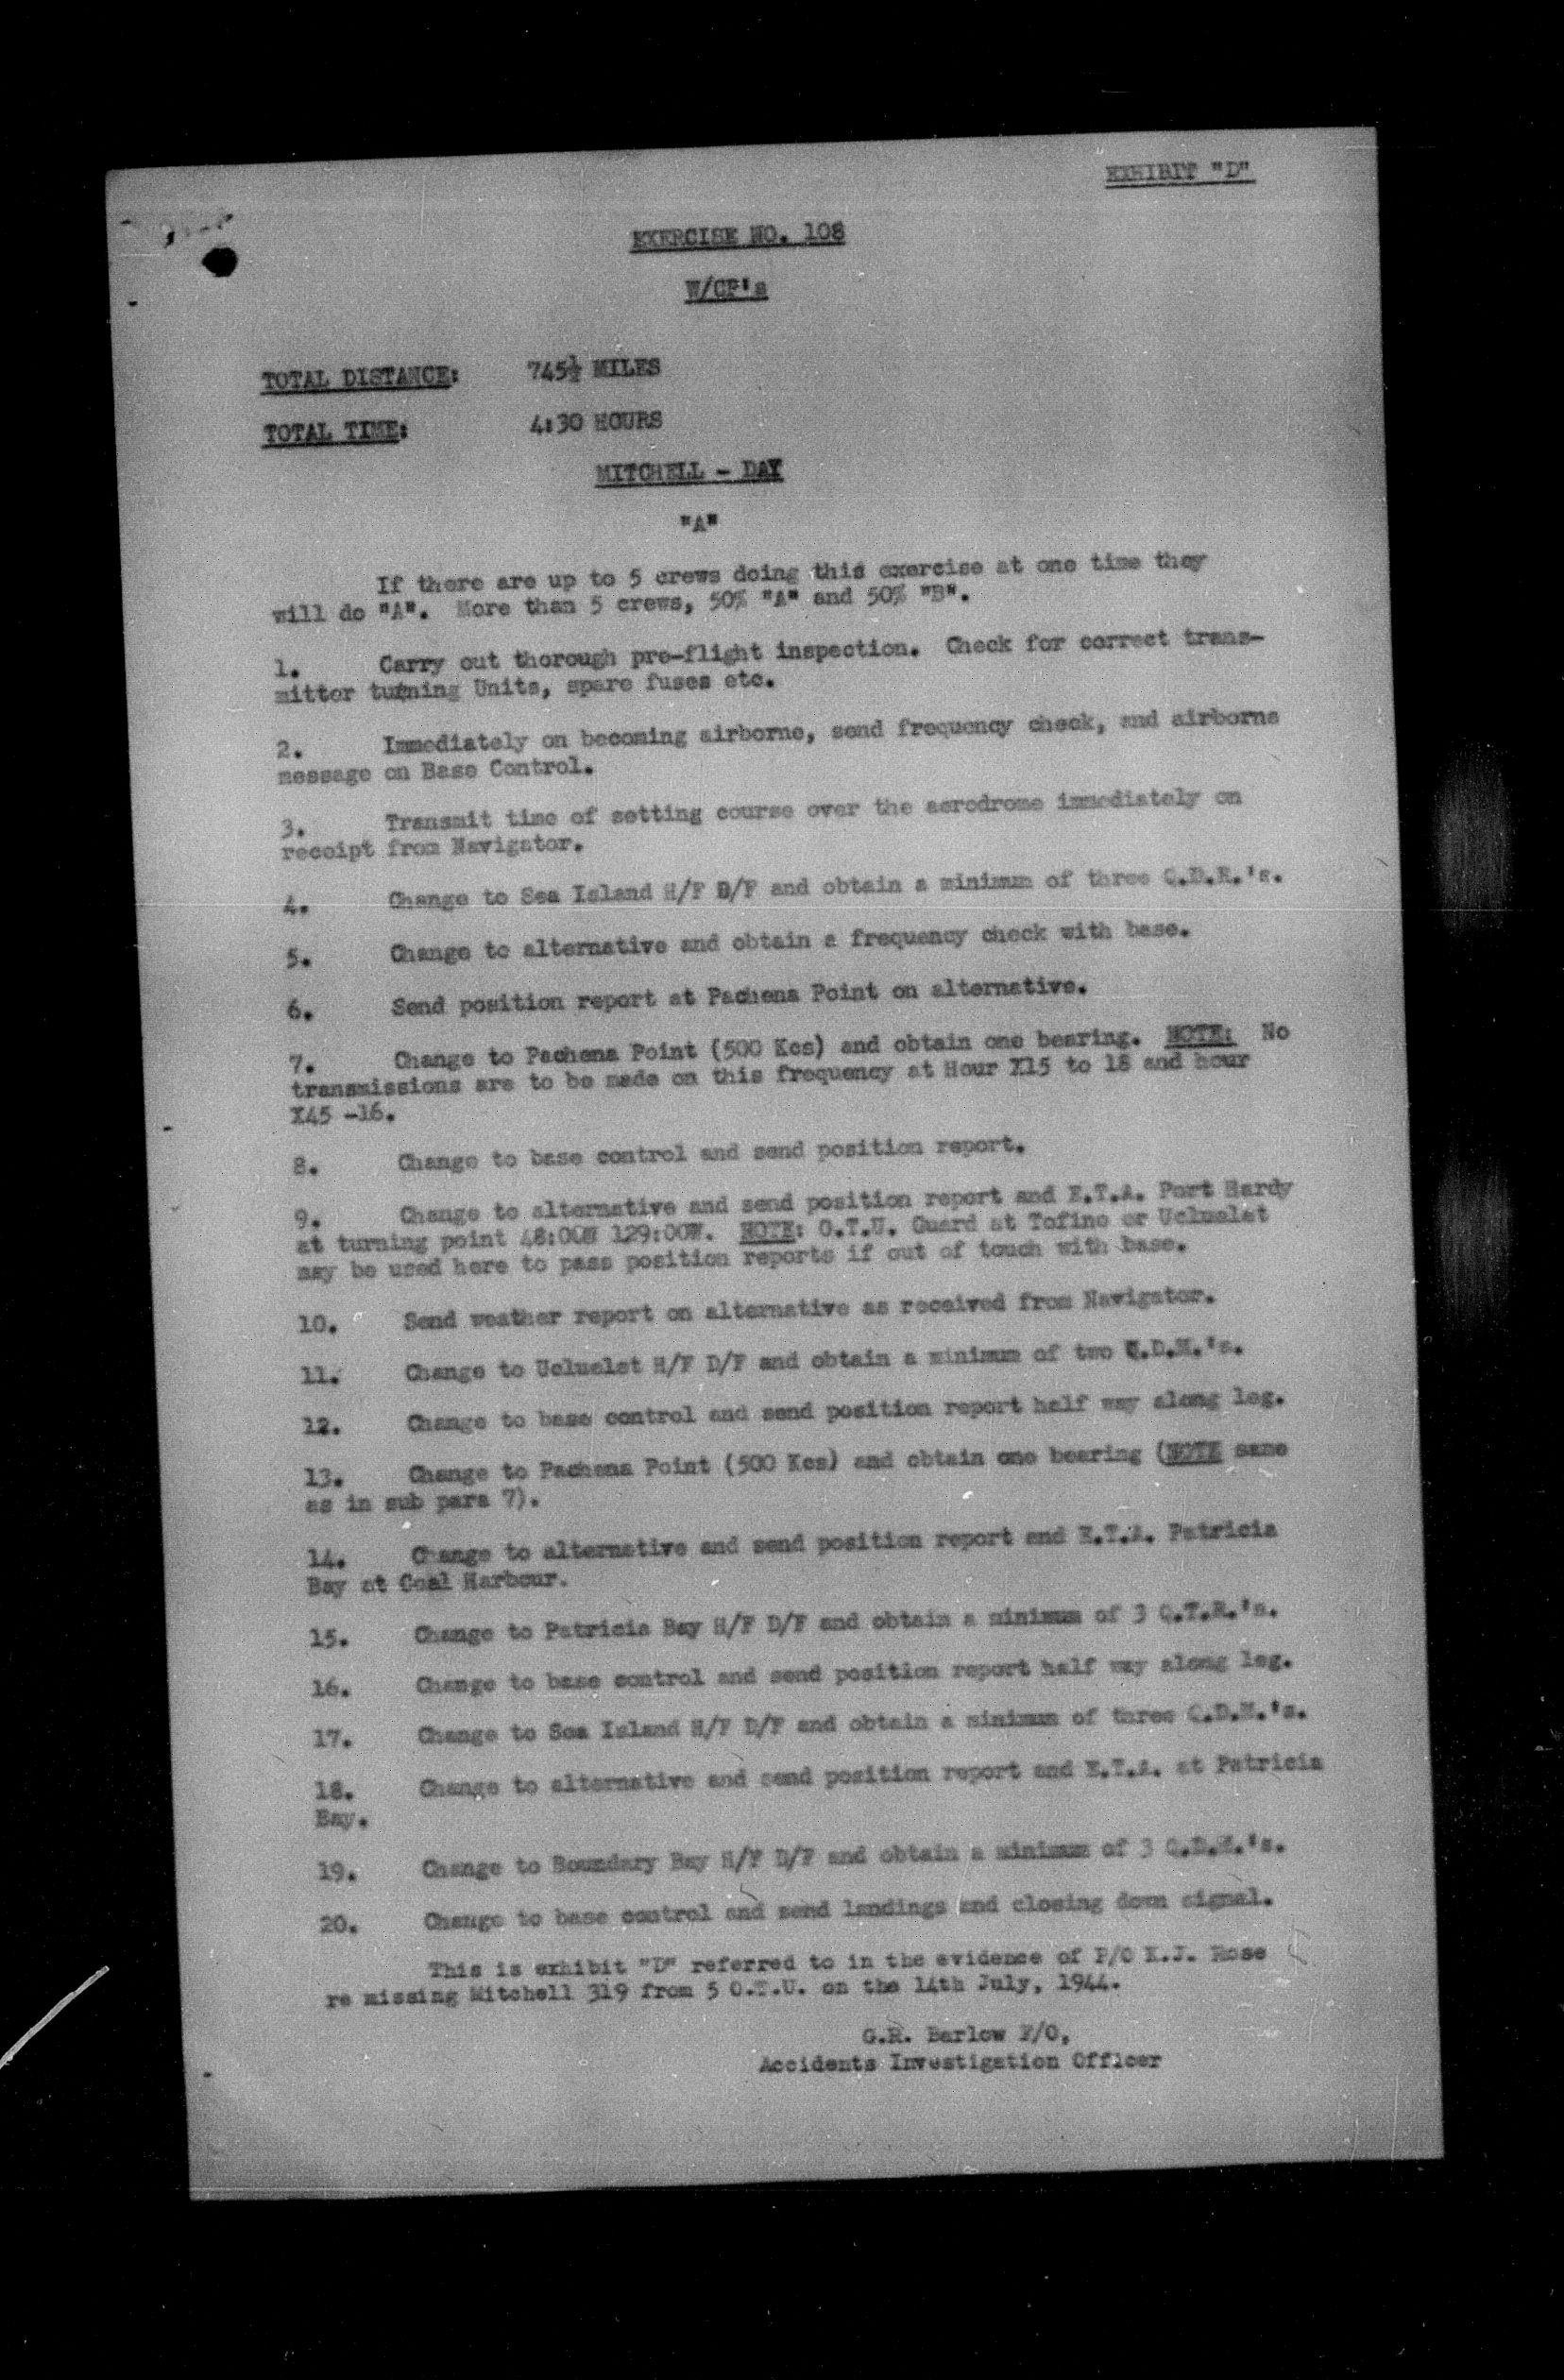 EXHIBIT "D"
EXERCISE NO. 108
W/OP's
TOTAL DISTANCE: 745½ MILES
TOTAL TIME: 4:30 HOURS
MITCHELL - DAY
"A"
If there are up to 5 crews doing this exercise at one time they
will do "A". More than 5 crews, 50% "A" and 50% "B".
1. Carry out thorough pre-flight inspection. Check for correct trans-
mitter tuining Units, spare fuses etc.
2. Immediately on becoming airborne, send frequency check, and airborne
message on Base Control.
3. Transmit time of setting course over the aerodrome immediately on
receipt from Navigator.
4. Change to Sea Island H/F D/F and obtain a minimum of three Q.D.R.'s.
5. Change to alternative and obtain a frequency check with base.
6. Send position report at Pachena Point on alternative.
7. Change to Pachena Point (500 Kcs) and obtain one bearing. NOTE: No
transmissions are to be made on this frequency at Hour X15 to 18 and hour
X45 -16.
8. Change to base control and send position report.
9. Change to alternative and send position report and E.T.A. Port Hardy
at turning point 48:00N 129:00W. NOTE: O.T.U. Guard at Tofino or Ucluelet
may be used here to pass position reports if out of touch with base.
10. Send weather report on alternative as received from Navigator.
11. Change to Ucluelet H/F D/F and obtain a minimum of two Q.D.M.'s.
12. Change to base control and send position report half way along leg.
13. Change to Pachena Point (500 Kcs) and obtain one bearing (NOTE same
as in sub para 7).
14. Change to alternative and send position report and E.T.A. Patricia
Bay at Coal Harbour.
15. Change to Patricia Bay H/F D/F and obtain a minimum of 3 Q.T.R.'s.
16. Change to base control and send position report half way along leg.
17. Change to Sea Island H/F D/F and obtain a minimum of three Q.D.M.'s.
18. Change to alternative and send position report and E.T.A. at Patricia
Bay.
19. Change to Boundary Bay H/F D/F and obtain a minimum of 3 Q.D.M.'s.
20. Change to base control and send landings and closing down signal.
This is exhibit "D" referred to in the evidence of P/O K.J. Rose
re missing Mitchell 319 from 5 O.T.U. on the 14th July, 1944.
G.R. Barlow F/O,
Accidents Investigation Officer